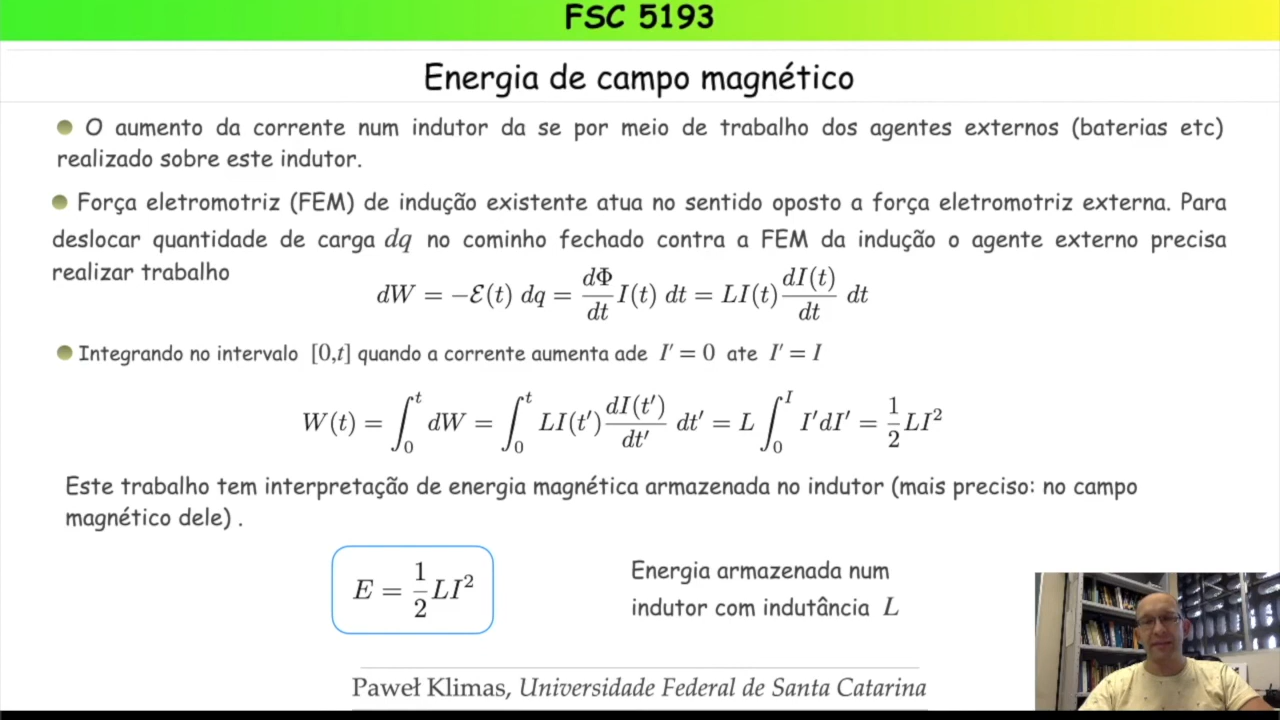 FSC 5193
Energia de campo magnético
O aumento da corrente num indutor da se por meio de trabalho dos agentes externos (baterias etc)
realizado sobre este indutor.
Força eletromotriz (FEM) de indução existente atua no sentido oposto a força eletromotriz externa. Para
deslocar quantidade de carga dq no cominho fechado contra a FEM da indução o agente externo precisa
realizar trabalho
dW = −ℰ(t) dq = dΦ/dt I(t) dt = LI(t) dI(t)/dt dt
Integrando no intervalo [0,t] quando a corrente aumenta ade I′ = 0 ate I′ = I
W(t) = ∫₀ᵗ dW = ∫₀ᵗ LI(t′) dI(t′)/dt′ dt′ = L ∫₀ᴵ I′dI′ = 1/2 LI²
Este trabalho tem interpretação de energia magnética armazenada no indutor (mais preciso: no campo
magnético dele) .
E = 1/2 LI²
Energia armazenada num
indutor com indutância L
Paweł Klimas, Universidade Federal de Santa Catarina